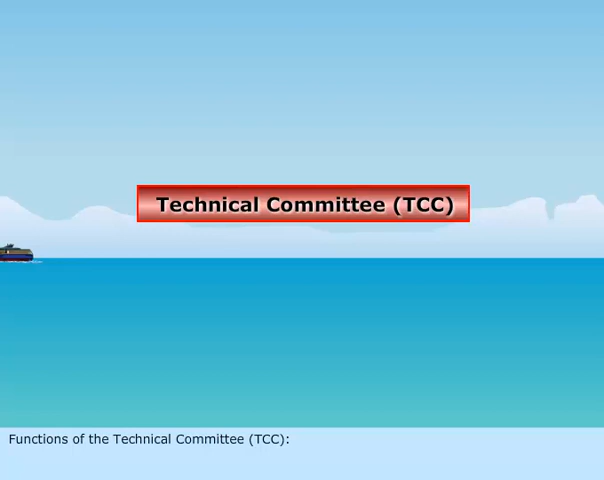 Technical Committee (TCC)
Functions of the Technical Committee (TCC):